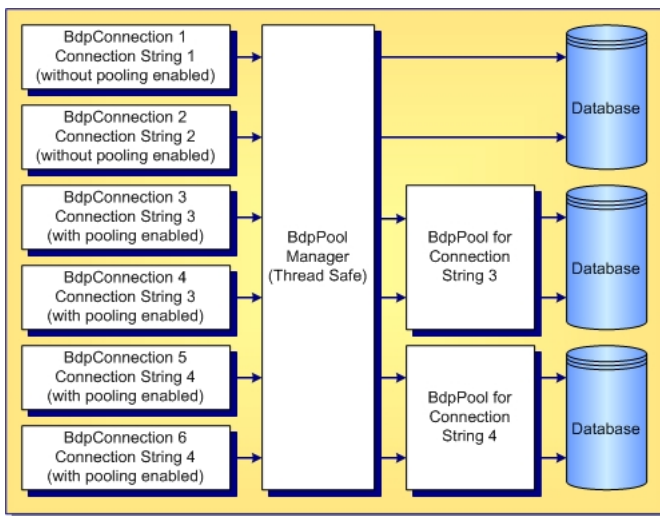 BdpConnection 1
Connection String 1
(without pooling enabled)
BdpConnection 2
Connection String 2
(without pooling enabled)
BdpConnection 3
Connection String 3
(with pooling enabled)
BdpConnection 4
Connection String 3
(with pooling enabled)
BdpConnection 5
Connection String 4
(with pooling enabled)
BdpConnection 6
Connection String 4
(with pooling enabled)
BdpPool
Manager
(Thread Safe)
BdpPool for
Connection
String 3
BdpPool for
Connection
String 4
Database
Database
Database